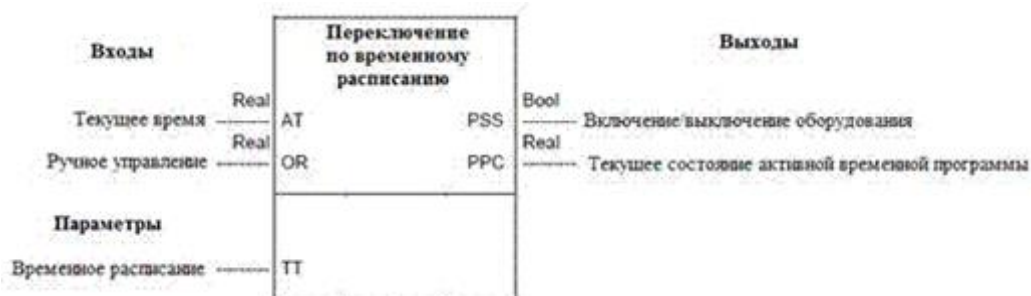 Входы
Переключение
по временному
расписанию
Выходы
Real
Текущее время
AT
PSS
Bool
Включение/выключение оборудования
Real
Ручное управление
OR
PPC
Real
Текущее состояние активной временной программы
Параметры
Временное расписание
TT